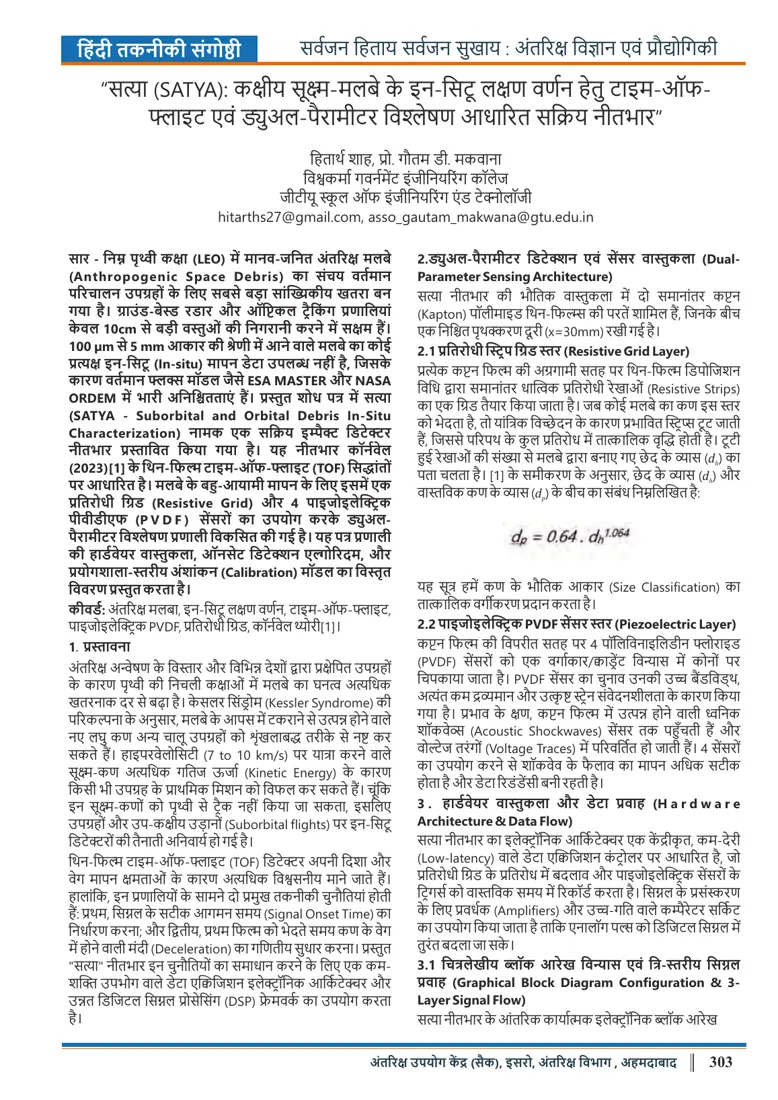 हिंदी तकनीकी संगोष्ठी
सर्वजन हिताय सर्वजन सुखाय : अंतरिक्ष विज्ञान एवं प्रौद्योगिकी
"सत्या (SATYA): कक्षीय सूक्ष्म-मलबे के इन-सिटू लक्षण वर्णन हेतु टाइम-ऑफ-
फ्लाइट एवं ड्युअल-पैरामीटर विश्लेषण आधारित सक्रिय नीतभार"
हितार्थ शाह, प्रो. गौतम डी. मकवाना
विश्वकर्मा गवर्नमेंट इंजीनियरिंग कॉलेज
जीटीयू स्कूल ऑफ इंजीनियरिंग एंड टेक्नोलॉजी
hitarths27@gmail.com, asso_gautam_makwana@gtu.edu.in
सार - निम्न पृथ्वी कक्षा (LEO) में मानव-जनित अंतरिक्ष मलबे
(Anthropogenic Space Debris) का संचय वर्तमान
परिचालन उपग्रहों के लिए सबसे बड़ा सांख्यिकीय खतरा बन
गया है। ग्राउंड-बेस्ड रडार और ऑप्टिकल ट्रैकिंग प्रणालियां
केवल 10cm से बड़ी वस्तुओं की निगरानी करने में सक्षम हैं।
100 µm से 5 mm आकार की श्रेणी में आने वाले मलबे का कोई
प्रत्यक्ष इन-सिटू (In-situ) मापन डेटा उपलब्ध नहीं है, जिसके
कारण वर्तमान फ्लक्स मॉडल जैसे ESA MASTER और NASA
ORDEM में भारी अनिश्चितताएं हैं। प्रस्तुत शोध पत्र में सत्या
(SATYA - Suborbital and Orbital Debris In-Situ
Characterization) नामक एक सक्रिय इम्पैक्ट डिटेक्टर
नीतभार प्रस्तावित किया गया है। यह नीतभार कॉर्नवेल
(2023)[1] के थिन-फिल्म टाइम-ऑफ-फ्लाइट (TOF) सिद्धांतों
पर आधारित है। मलबे के बहु-आयामी मापन के लिए इसमें एक
प्रतिरोधी ग्रिड (Resistive Grid) और 4 पाइजोइलेक्ट्रिक
पीवीडीएफ (PVDF) सेंसरों का उपयोग करके ड्युअल-
पैरामीटर विश्लेषण प्रणाली विकसित की गई है। यह पत्र प्रणाली
की हार्डवेयर वास्तुकला, ऑनसेट डिटेक्शन एल्गोरिदम, और
प्रयोगशाला-स्तरीय अंशांकन (Calibration) मॉडल का विस्तृत
विवरण प्रस्तुत करता है।
कीवर्ड: अंतरिक्ष मलबा, इन-सिटू लक्षण वर्णन, टाइम-ऑफ-फ्लाइट,
पाइजोइलेक्ट्रिक PVDF, प्रतिरोधी ग्रिड, कॉर्नवेल थ्योरी[1]।
1. प्रस्तावना
अंतरिक्ष अन्वेषण के विस्तार और विभिन्न देशों द्वारा प्रक्षेपित उपग्रहों
के कारण पृथ्वी की निचली कक्षाओं में मलबे का घनत्व अत्यधिक
खतरनाक दर से बढ़ा है। केसलर सिंड्रोम (Kessler Syndrome) की
परिकल्पना के अनुसार, मलबे के आपस में टकराने से उत्पन्न होने वाले
नए लघु कण अन्य चालू उपग्रहों को शृंखलाबद्ध तरीके से नष्ट कर
सकते हैं। हाइपरवेलोसिटी (7 to 10 km/s) पर यात्रा करने वाले
सूक्ष्म-कण अत्यधिक गतिज ऊर्जा (Kinetic Energy) के कारण
किसी भी उपग्रह के प्राथमिक मिशन को विफल कर सकते हैं। चूंकि
इन सूक्ष्म-कणों को पृथ्वी से ट्रैक नहीं किया जा सकता, इसलिए
उपग्रहों और उप-कक्षीय उड़ानों (Suborbital flights) पर इन-सिटू
डिटेक्टरों की तैनाती अनिवार्य हो गई है।
थिन-फिल्म टाइम-ऑफ-फ्लाइट (TOF) डिटेक्टर अपनी दिशा और
वेग मापन क्षमताओं के कारण अत्यधिक विश्वसनीय माने जाते हैं।
हालांकि, इन प्रणालियों के सामने दो प्रमुख तकनीकी चुनौतियां होती
हैं: प्रथम, सिग्नल के सटीक आगमन समय (Signal Onset Time) का
निर्धारण करना; और द्वितीय, प्रथम फिल्म को भेदते समय कण के वेग
में होने वाली मंदी (Deceleration) का गणितीय सुधार करना। प्रस्तुत
"सत्या" नीतभार इन चुनौतियों का समाधान करने के लिए एक कम-
शक्ति उपभोग वाले डेटा एक्विजिशन इलेक्ट्रॉनिक आर्किटेक्चर और
उन्नत डिजिटल सिग्नल प्रोसेसिंग (DSP) फ्रेमवर्क का उपयोग करता
है।
2.ड्युअल-पैरामीटर डिटेक्शन एवं सेंसर वास्तुकला (Dual-
Parameter Sensing Architecture)
सत्या नीतभार की भौतिक वास्तुकला में दो समानांतर कप्टन
(Kapton) पॉलीमाइड थिन-फिल्म्स की परतें शामिल हैं, जिनके बीच
एक निश्चित पृथक्करण दूरी (x=30mm) रखी गई है।
2.1 प्रतिरोधी स्ट्रिप ग्रिड स्तर (Resistive Grid Layer)
प्रत्येक कप्टन फिल्म की अग्रगामी सतह पर थिन-फिल्म डिपोजिशन
विधि द्वारा समानांतर धात्विक प्रतिरोधी रेखाओं (Resistive Strips)
का एक ग्रिड तैयार किया जाता है। जब कोई मलबे का कण इस स्तर
को भेदता है, तो यांत्रिक विच्छेदन के कारण प्रभावित स्ट्रिप्स टूट जाती
हैं, जिससे परिपथ के कुल प्रतिरोध में तात्कालिक वृद्धि होती है। टूटी
हुई रेखाओं की संख्या से मलबे द्वारा बनाए गए छेद के व्यास (dₕ) का
पता चलता है। [1] के समीकरण के अनुसार, छेद के व्यास (dₕ) और
वास्तविक कण के व्यास (dₚ) के बीच का संबंध निम्नलिखित है:
dp = 0.64 . dh^1.064
यह सूत्र हमें कण के भौतिक आकार (Size Classification) का
तात्कालिक वर्गीकरण प्रदान करता है।
2.2 पाइजोइलेक्ट्रिक PVDF सेंसर स्तर (Piezoelectric Layer)
कप्टन फिल्म की विपरीत सतह पर 4 पॉलिविनाइलिडीन फ्लोराइड
(PVDF) सेंसरों को एक वर्गाकार/क्राड्रेंट विन्यास में कोनों पर
चिपकाया जाता है। PVDF सेंसर का चुनाव उनकी उच्च बैंडविड्थ,
अत्यंत कम द्रव्यमान और उत्कृष्ट स्ट्रेन संवेदनशीलता के कारण किया
गया है। प्रभाव के क्षण, कप्टन फिल्म में उत्पन्न होने वाली ध्वनिक
शॉकवेव्स (Acoustic Shockwaves) सेंसर तक पहुँचती हैं और
वोल्टेज तरंगों (Voltage Traces) में परिवर्तित हो जाती हैं। 4 सेंसरों
का उपयोग करने से शॉकवेव के फैलाव का मापन अधिक सटीक
होता है और डेटा रिडंडेंसी बनी रहती है।
3. हार्डवेयर वास्तुकला और डेटा प्रवाह (Hardware
Architecture & Data Flow)
सत्या नीतभार का इलेक्ट्रॉनिक आर्किटेक्चर एक केंद्रीकृत, कम-देरी
(Low-latency) वाले डेटा एक्विजिशन कंट्रोलर पर आधारित है, जो
प्रतिरोधी ग्रिड के प्रतिरोध में बदलाव और पाइजोइलेक्ट्रिक सेंसरों के
ट्रिगर्स को वास्तविक समय में रिकॉर्ड करता है। सिग्नल के प्रसंस्करण
के लिए प्रवर्धक (Amplifiers) और उच्च-गति वाले कम्पैरेटर सर्किट
का उपयोग किया जाता है ताकि एनालॉग पल्स को डिजिटल सिग्नल में
तुरंत बदला जा सके।
3.1 चित्रलेखीय ब्लॉक आरेख विन्यास एवं त्रि-स्तरीय सिग्नल
प्रवाह (Graphical Block Diagram Configuration & 3-
Layer Signal Flow)
सत्या नीतभार के आंतरिक कार्यात्मक इलेक्ट्रॉनिक ब्लॉक आरेख
अंतरिक्ष उपयोग केंद्र (सैक), इसरो, अंतरिक्ष विभाग , अहमदाबाद 303